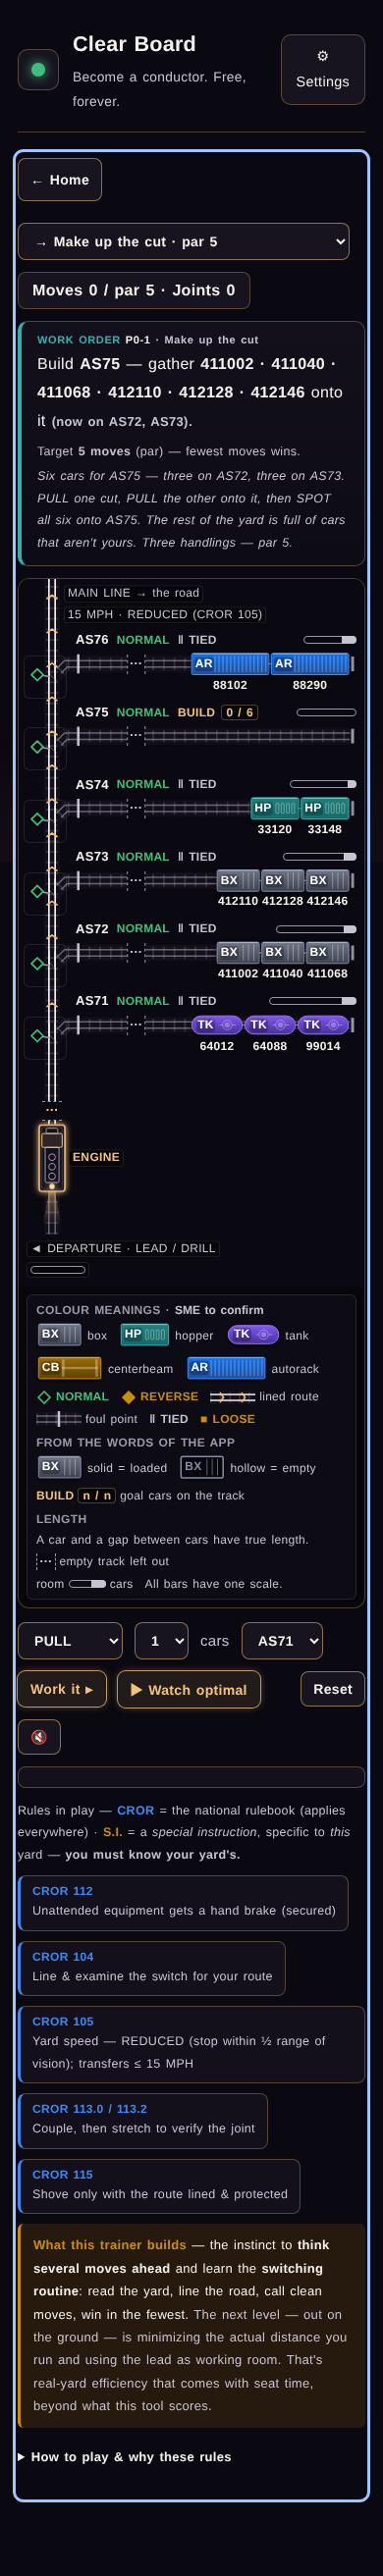 Clear Board
Become a conductor. Free,
forever.
⚙
Settings
← Home
→ Make up the cut · par 5
Moves 0 / par 5 · Joints 0
WORK ORDER P0-1 · Make up the cut
Build AS75 — gather 411002 · 411040 ·
411068 · 412110 · 412128 · 412146 onto
it (now on AS72, AS73).
Target 5 moves (par) — fewest moves wins.
Six cars for AS75 — three on AS72, three on AS73.
PULL one cut, PULL the other onto it, then SPOT
all six onto AS75. The rest of the yard is full of cars
that aren't yours. Three handlings — par 5.
MAIN LINE → the road
15 MPH · REDUCED (CROR 105)
AS76 NORMAL ‖ TIED
AR AR
88102 88290
AS75 NORMAL BUILD 0 / 6
AS74 NORMAL ‖ TIED
HP HP
33120 33148
AS73 NORMAL ‖ TIED
BX BX BX
412110 412128 412146
AS72 NORMAL ‖ TIED
BX BX BX
411002 411040 411068
AS71 NORMAL ‖ TIED
TK TK TK
64012 64088 99014
ENGINE
◄ DEPARTURE · LEAD / DRILL
COLOUR MEANINGS · SME to confirm
BX box HP hopper TK tank
CB centerbeam AR autorack
NORMAL REVERSE lined route
foul point ‖ TIED ■ LOOSE
FROM THE WORDS OF THE APP
BX solid = loaded BX hollow = empty
BUILD n / n goal cars on the track
LENGTH
A car and a gap between cars have true length.
··· empty track left out
room cars All bars have one scale.
PULL 1 cars AS71
Work it ▸ ▶ Watch optimal Reset
🔇
Rules in play — CROR = the national rulebook (applies
everywhere) · S.I. = a special instruction, specific to this
yard — you must know your yard's.
CROR 112
Unattended equipment gets a hand brake (secured)
CROR 104
Line & examine the switch for your route
CROR 105
Yard speed — REDUCED (stop within ½ range of
vision); transfers ≤ 15 MPH
CROR 113.0 / 113.2
Couple, then stretch to verify the joint
CROR 115
Shove only with the route lined & protected
What this trainer builds — the instinct to think
several moves ahead and learn the switching
routine: read the yard, line the road, call clean
moves, win in the fewest. The next level — out on
the ground — is minimizing the actual distance you
run and using the lead as working room. That's
real-yard efficiency that comes with seat time,
beyond what this tool scores.
▶ How to play & why these rules